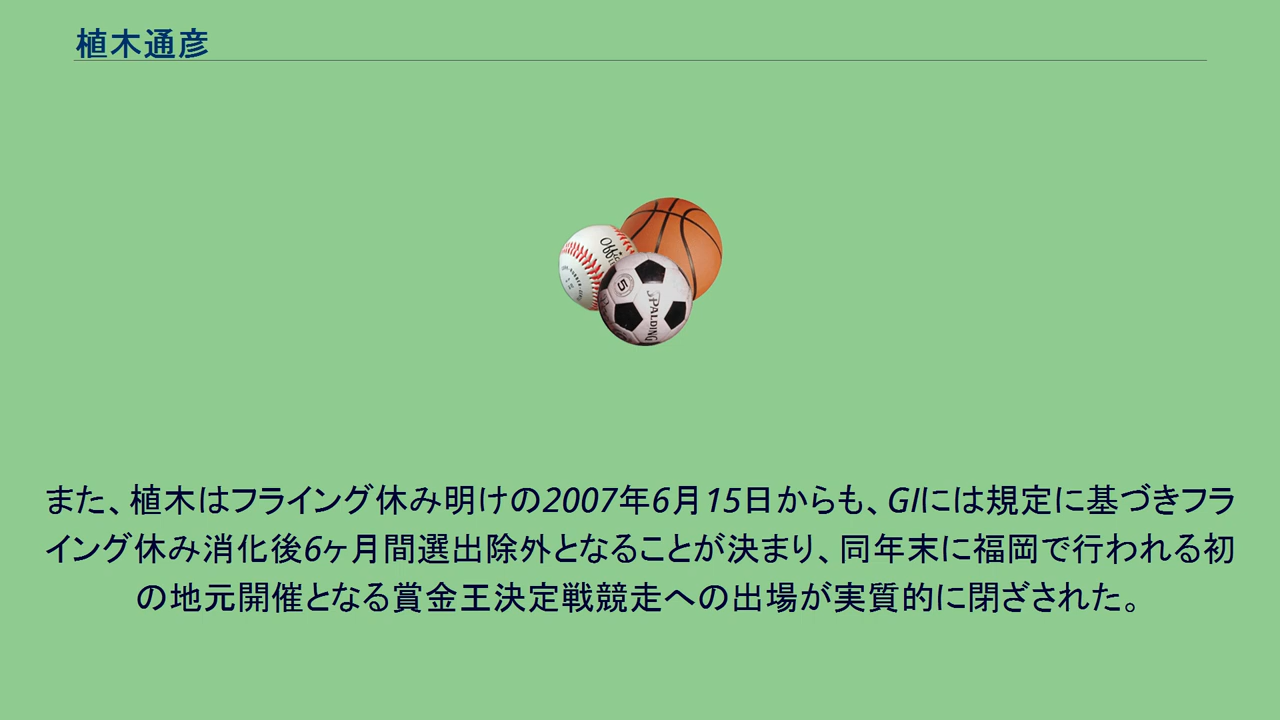 植木通彦
Offici
5
SPALDING
また、植木はフライング休み明けの2007年6月15日からも、GIには規定に基づきフラ
イング休み消化後6ヶ月間選出除外となることが決まり、同年末に福岡で行われる初
の地元開催となる賞金王決定戦競走への出場が実質的に閉ざされた。